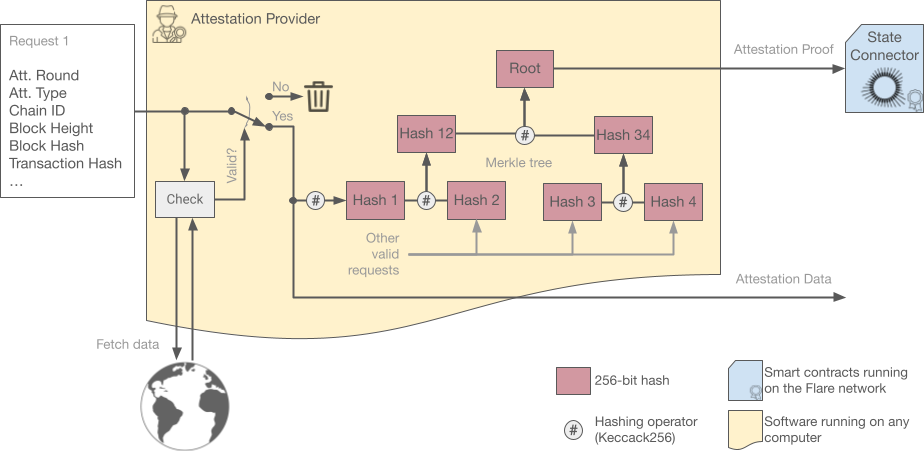 Attestation Provider
Request 1
Att. Round
Att. Type
Chain ID
Block Height
Block Hash
Transaction Hash
...
No
Yes
Valid?
Check
Root
Attestation Proof
State
Connector
Hash 12
#
Hash 34
Merkle tree
#
Hash 1
#
Hash 2
Hash 3
#
Hash 4
Other
valid
requests
Attestation Data
Fetch data
256-bit hash
Smart contracts running
on the Flare network
#
Hashing operator
(Keccack256)
Software running on any
computer